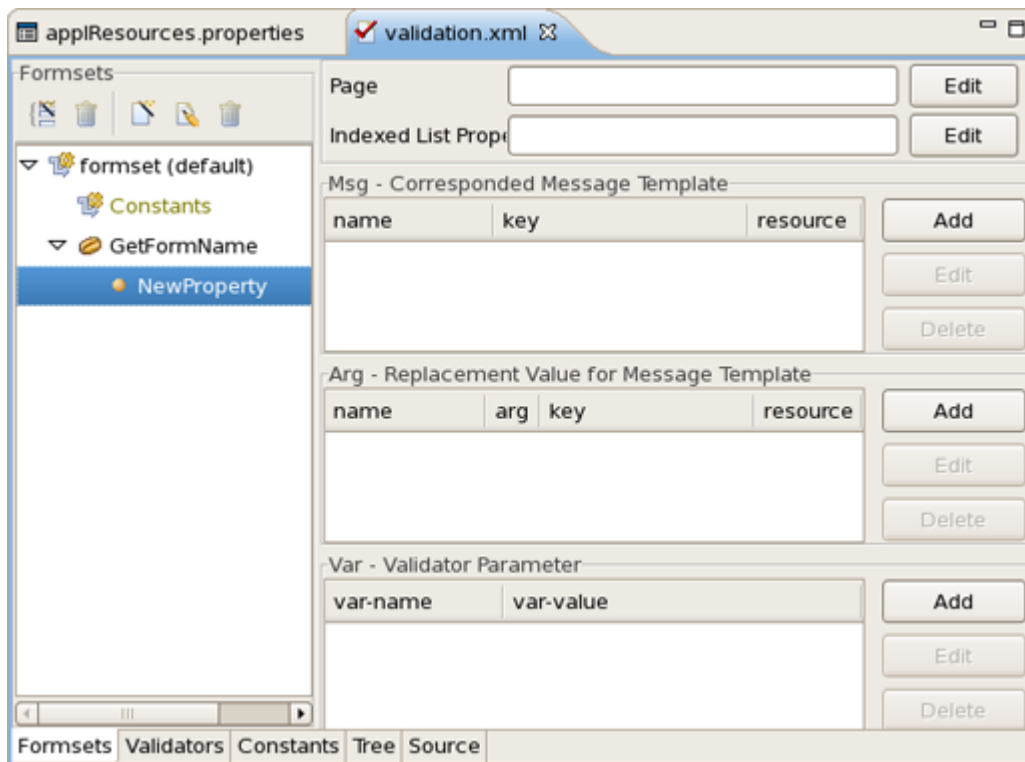 applResources.properties validation.xml
Formsets
formset (default)
Constants
GetFormName
NewProperty
Page Edit
Indexed List Prope Edit
Msg - Corresponded Message Template
name key resource Add
Edit
Delete
Arg - Replacement Value for Message Template
name arg key resource Add
Edit
Delete
Var - Validator Parameter
var-name var-value Add
Edit
Delete
Formsets Validators Constants Tree Source